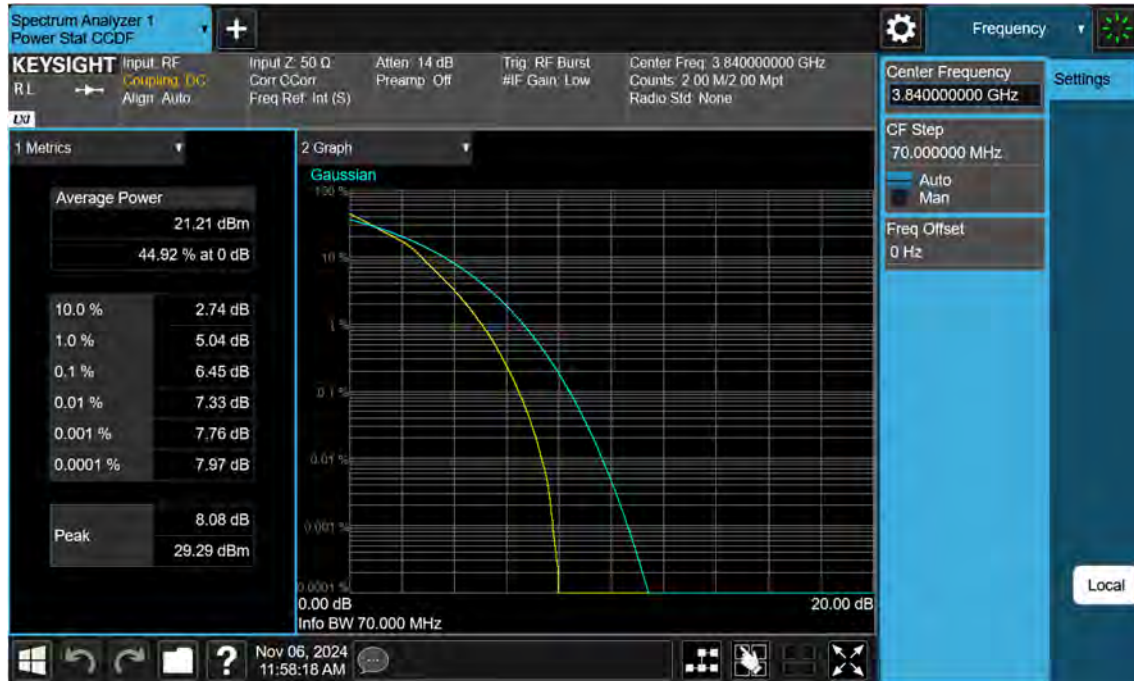 Spectrum Analyzer 1
Power Stat CCDF
Frequency
KEYSIGHT
Input: RF
Coupling: DC
Align: Auto
Input Z: 50 Ω
Corr CCorr
Freq Ref: Int (S)
Atten: 14 dB
Preamp: Off
Trig: RF Burst
#IF Gain: Low
Center Freq: 3.840000000 GHz
Counts: 2.00 M/2.00 Mpt
Radio Std: None
RL
LXI
Center Frequency
3.840000000 GHz
Settings
CF Step
70.000000 MHz
Auto
Man
Freq Offset
0 Hz
Local
1 Metrics
Average Power
21.21 dBm
44.92 % at 0 dB
10.0 % 2.74 dB
1.0 % 5.04 dB
0.1 % 6.45 dB
0.01 % 7.33 dB
0.001 % 7.76 dB
0.0001 % 7.97 dB
Peak
8.08 dB
29.29 dBm
2 Graph
Gaussian
100 %
10 %
1 %
0.1 %
0.01 %
0.001 %
0.0001 %
0.00 dB 20.00 dB
Info BW 70.000 MHz
?
Nov 06, 2024
11:58:18 AM